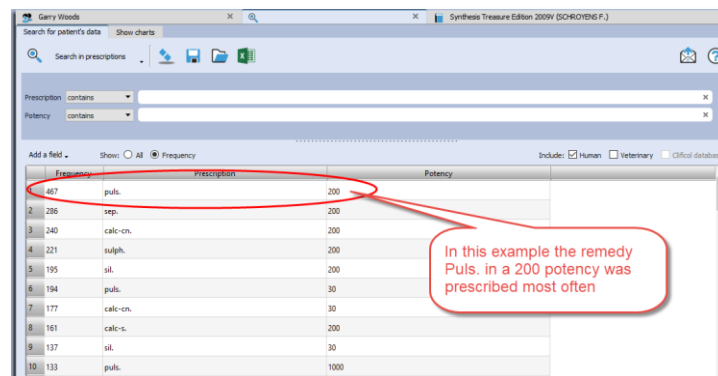 Garry Woods × × Synthesis Treasure Edition 2009V (SCHROYENS F.)
Search for patient's data Show charts
Search in prescriptions
Prescription contains ×
Potency contains ×
Add a field Show: All Frequency Include: Human Veterinary Clificol databas
Frequency Prescription Potency
1 467 puls. 200
2 286 sep. 200
3 240 calc-cn. 200
4 221 sulph. 200
5 195 sil. 200
6 194 puls. 30
7 177 calc-cn. 30
8 161 calc-s. 200
9 137 sil. 30
10 133 puls. 1000
In this example the remedy
Puls. in a 200 potency was
prescribed most often